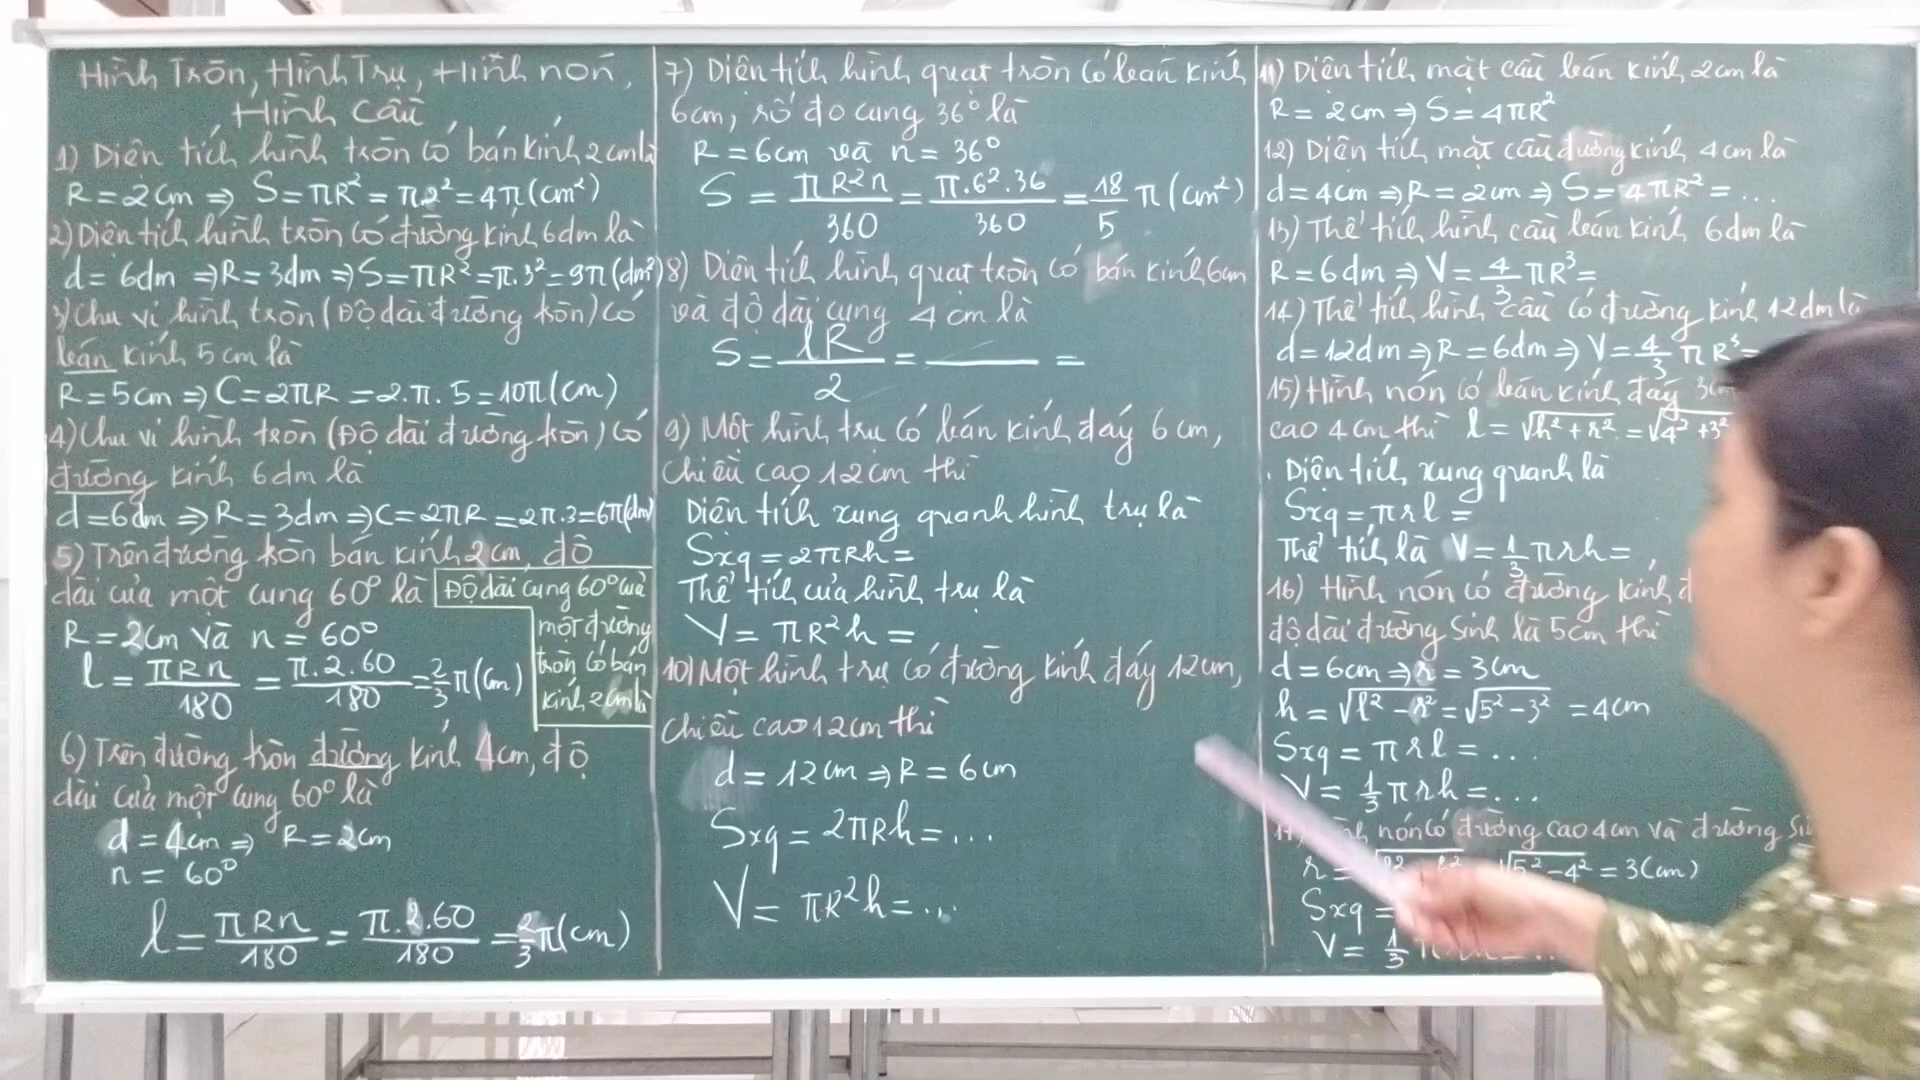 Hình Tròn, Hình Trụ, Hình nón,
Hình cầu
1) Diện tích hình tròn có bán kính 2cm là
R = 2cm ⇒ S = πR² = π.2² = 4π (cm²)
2) Diện tích hình tròn có đường kính 6dm là
d = 6dm ⇒ R = 3dm ⇒ S = πR² = π.3² = 9π (dm²)
3) Chu vi hình tròn (Độ dài đường tròn) có
bán kính 5cm là
R = 5cm ⇒ C = 2πR = 2.π.5 = 10π (cm)
4) Chu vi hình tròn (Độ dài đường tròn) có
đường kính 6dm là
d = 6dm ⇒ R = 3dm ⇒ C = 2πR = 2π.3 = 6π (dm)
5) Trên đường tròn bán kính 2cm, độ
dài của một cung 60° là
R = 2cm và n = 60°
l = πRn/180 = π.2.60/180 = 2/3 π (cm)
Độ dài cung 60° của
một đường
tròn có bán
kính 2cm là
6) Trên đường tròn đường kính 4cm, độ
dài của một cung 60° là
d = 4cm ⇒ R = 2cm
n = 60°
l = πRn/180 = π.2.60/180 = 2/3 π (cm)
7) Diện tích hình quạt tròn có bán kính
6cm, số đo cung 36° là
R = 6cm và n = 36°
S = πR²n/360 = π.6².36/360 = 18/5 π (cm²)
8) Diện tích hình quạt tròn có bán kính 6cm
và độ dài cung 4cm là
S = lR/2 = ——— =
9) Một hình trụ có bán kính đáy 6cm,
chiều cao 12cm thì
Diện tích xung quanh hình trụ là
Sxq = 2πRh =
Thể tích của hình trụ là
V = πR²h =
10) Một hình trụ có đường kính đáy 12cm,
chiều cao 12cm thì
d = 12cm ⇒ R = 6cm
Sxq = 2πRh = ...
V = πR²h = ...
11) Diện tích mặt cầu bán kính 2cm là
R = 2cm ⇒ S = 4πR²
12) Diện tích mặt cầu đường kính 4cm là
d = 4cm ⇒ R = 2cm ⇒ S = 4πR² = ...
13) Thể tích hình cầu bán kính 6dm là
R = 6dm ⇒ V = 4/3 πR³ =
14) Thể tích hình cầu có đường kính 12dm là
d = 12dm ⇒ R = 6dm ⇒ V = 4/3 πR³ =
15) Hình nón có bán kính đáy 3cm
cao 4cm thì l = √(h² + r²) = √(4² + 3²
. Diện tích xung quanh là
Sxq = πrl =
Thể tích là V = 1/3 πrh =
16) Hình nón có đường kính đ
độ dài đường sinh là 5cm thì
d = 6cm ⇒ r = 3cm
h = √(l² - r²) = √(5² - 3²) = 4cm
Sxq = πrl = ...
V = 1/3 πrh = ...
17) nón có đường cao 4cm và đường si
r = √(5² - 4²) = 3 (cm)
Sxq =
V = 1/3